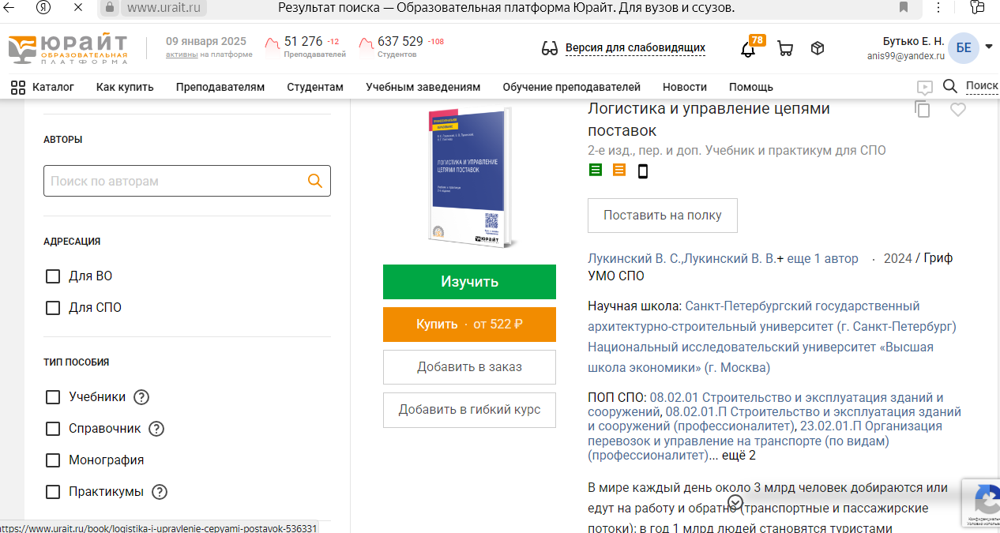 www.urait.ru
Результат поиска — Образовательная платформа Юрайт. Для вузов и ссузов.
ЮРАЙТ
ОБРАЗОВАТЕЛЬНАЯ
ПЛАТФОРМА
09 января 2025
активны на платформе
51 276 -12
Преподавателей
637 529 -108
Студентов
Версия для слабовидящих
78
Бутько Е. Н.
anis99@yandex.ru
БЕ
Каталог Как купить Преподавателям Студентам Учебным заведениям Обучение преподавателей Новости Помощь Поиск
АВТОРЫ
Поиск по авторам
АДРЕСАЦИЯ
Для ВО
Для СПО
ТИП ПОСОБИЯ
Учебники ?
Справочник ?
Монография
Практикумы ?
https://www.urait.ru/book/logistika-i-upravlenie-cepyami-postavok-536331
ПРОФЕССИОНАЛЬНОЕ
ОБРАЗОВАНИЕ
ЛОГИСТИКА И УПРАВЛЕНИЕ
ЦЕПЯМИ ПОСТАВОК
ЮРАЙТ
Изучить
Купить · от 522 ₽
Добавить в заказ
Добавить в гибкий курс
Логистика и управление цепями
поставок
2-е изд., пер. и доп. Учебник и практикум для СПО
Поставить на полку
Лукинский В. С.,Лукинский В. В.+ еще 1 автор · 2024 / Гриф
УМО СПО
Научная школа: Санкт-Петербургский государственный
архитектурно-строительный университет (г. Санкт-Петербург)
Национальный исследовательский университет «Высшая
школа экономики» (г. Москва)
ПОП СПО: 08.02.01 Строительство и эксплуатация зданий и
сооружений, 08.02.01.П Строительство и эксплуатация зданий
и сооружений (профессионалитет), 23.02.01.П Организация
перевозок и управление на транспорте (по видам)
(профессионалитет)... ещё 2
В мире каждый день около 3 млрд человек добираются или
едут на работу и обратно (транспортные и пассажирские
потоки); в год 1 млрд людей становятся туристами